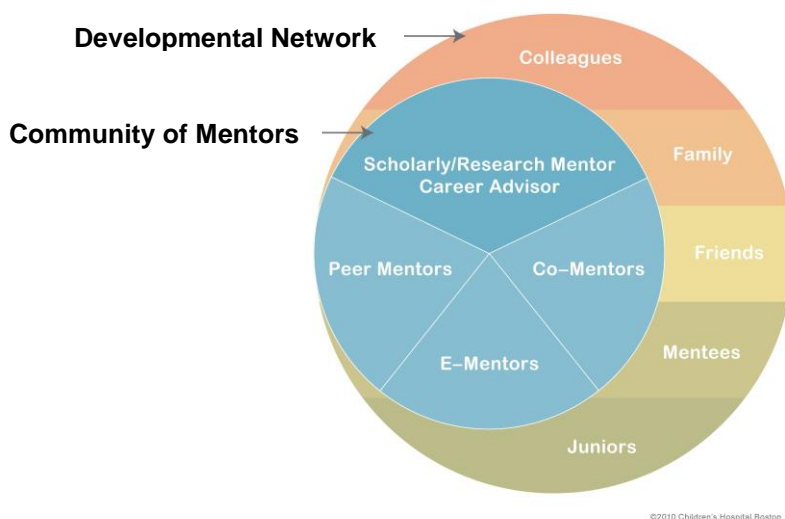 Developmental Network
Colleagues
Community of Mentors
Family
Scholarly/Research Mentor
Career Advisor
Friends
Peer Mentors
Co–Mentors
Mentees
E–Mentors
Juniors
©2010 Children's Hospital Boston